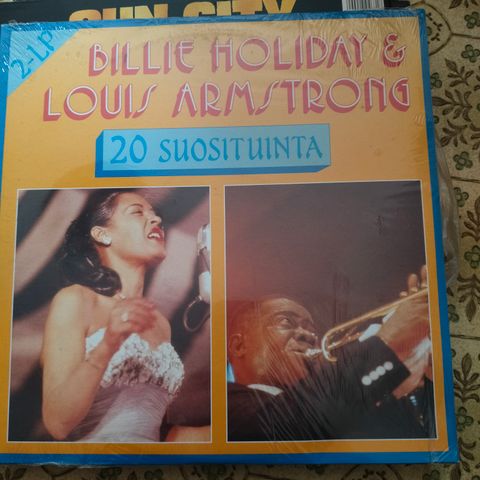 SUN CITY
2-LP
BILLIE HOLIDAY &
LOUIS ARMSTRONG
20 SUOSITUINTA